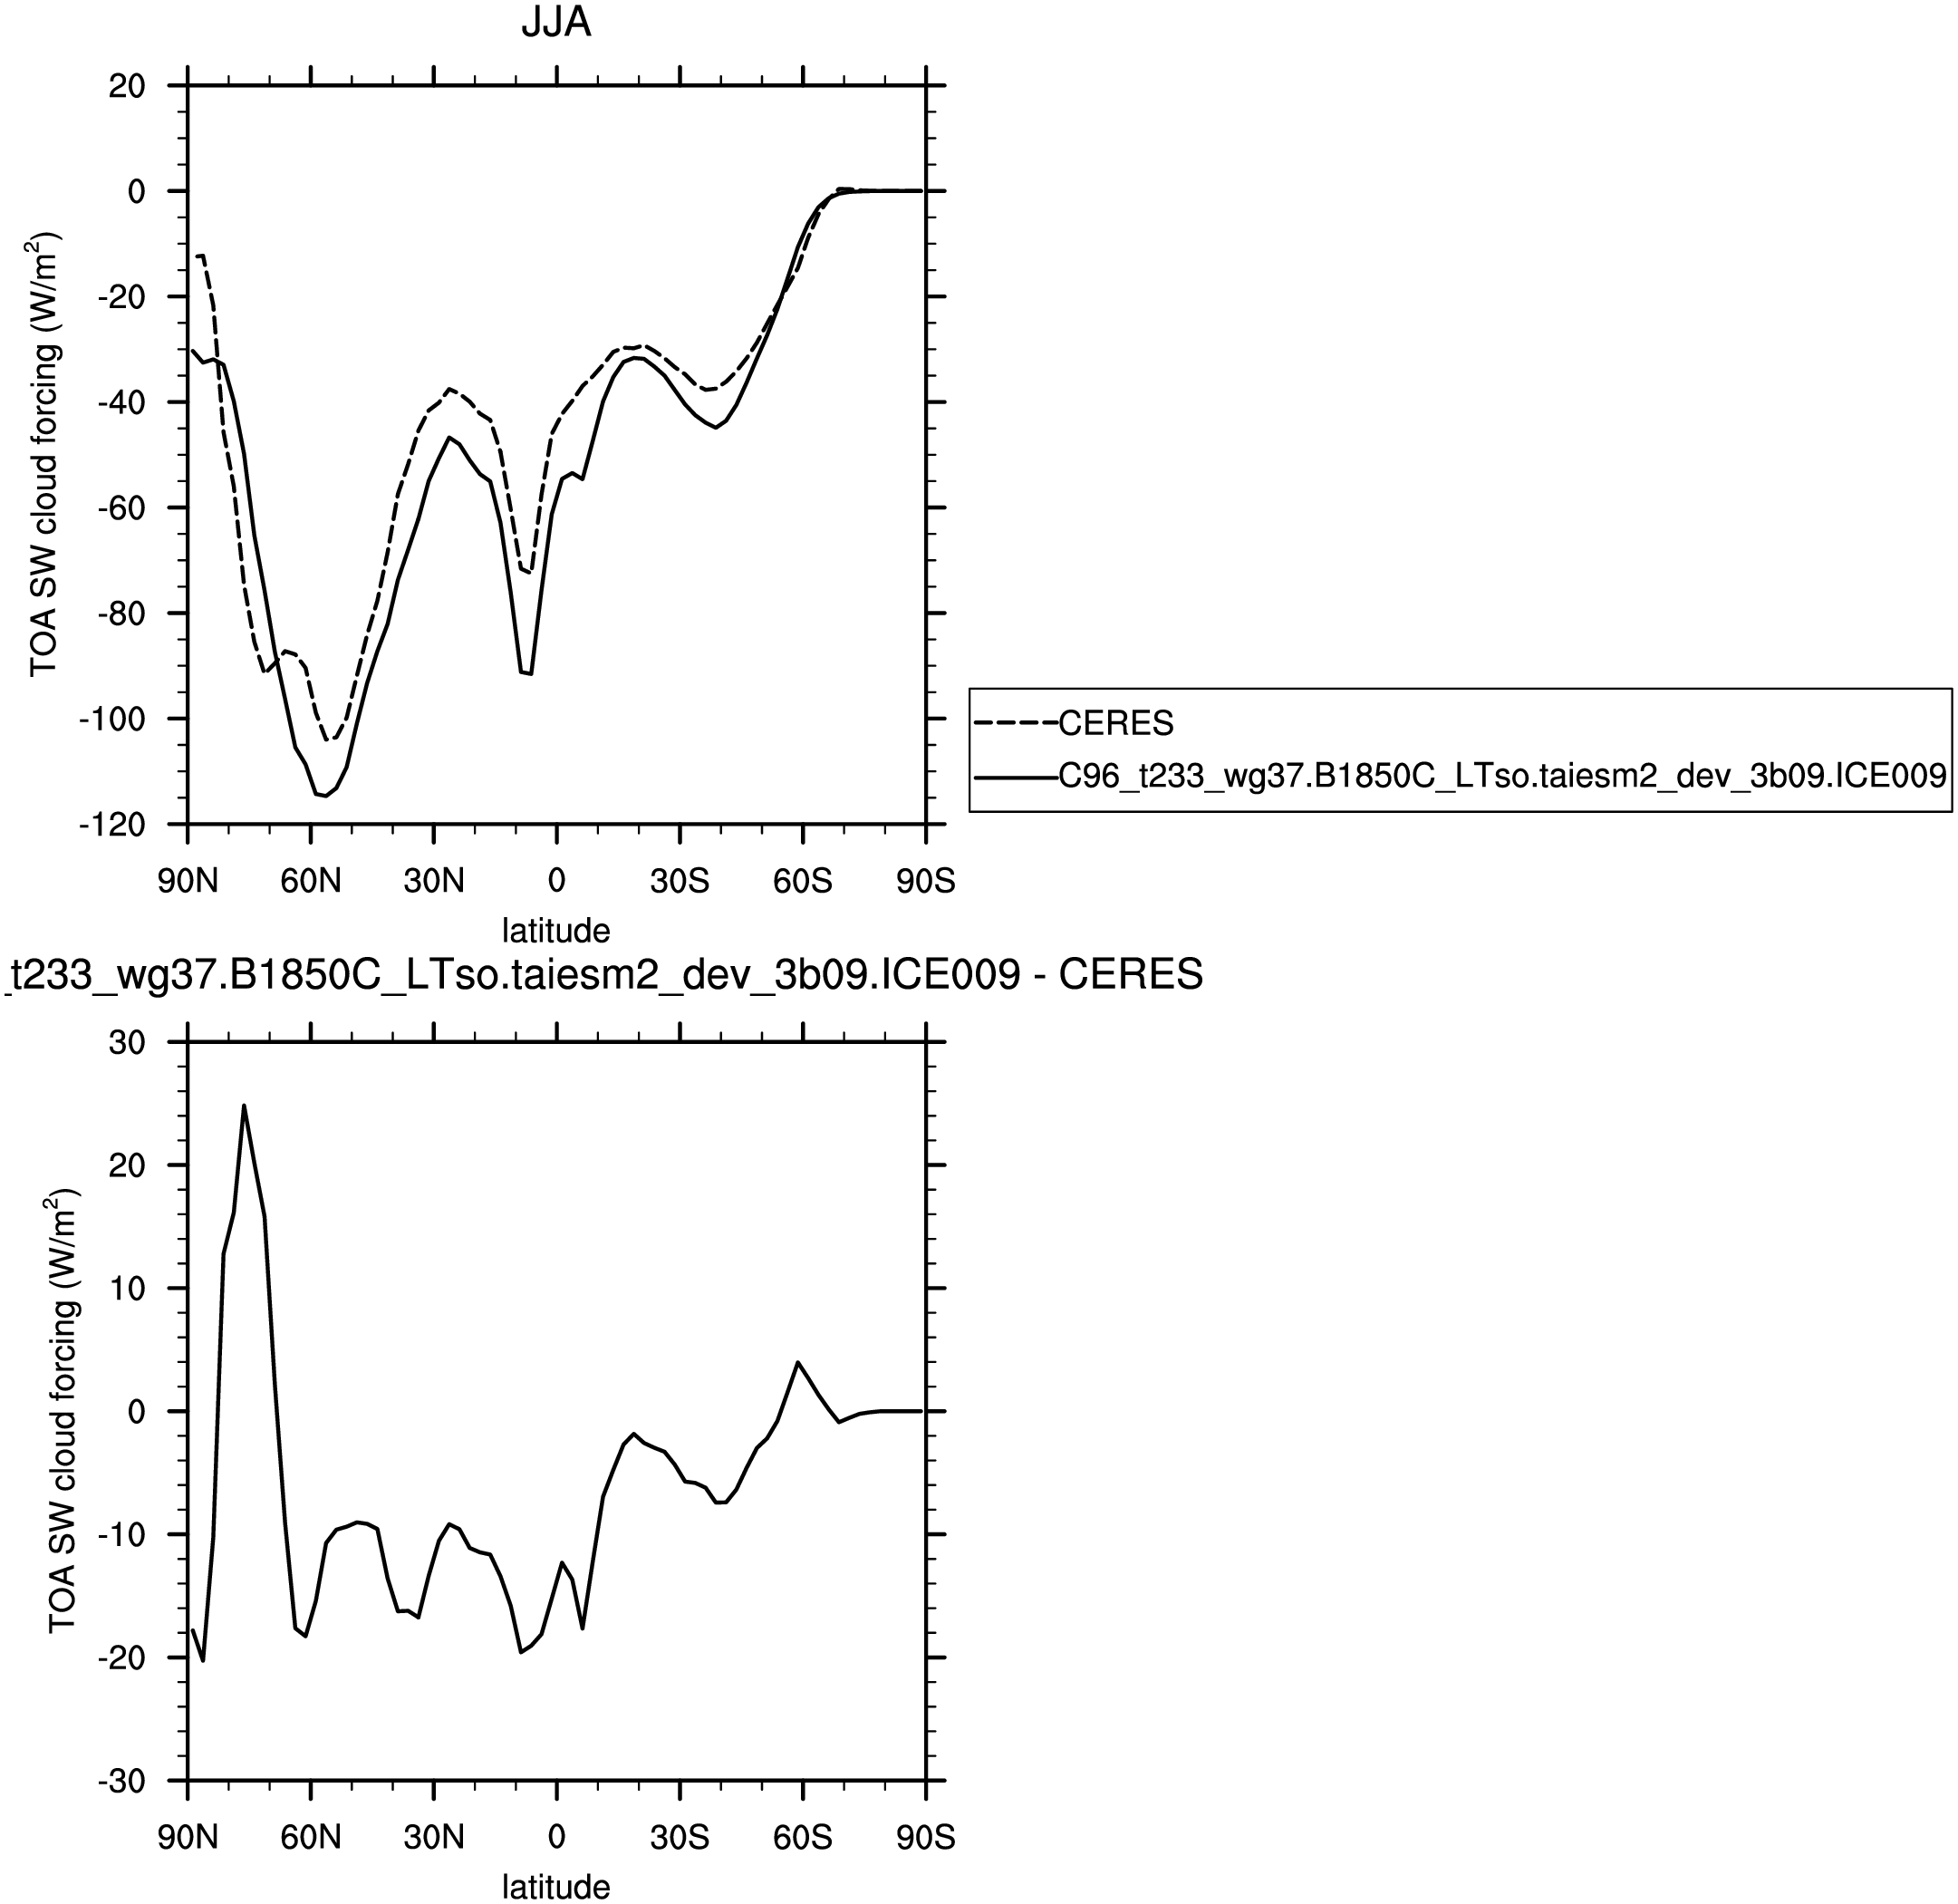 JJA
20
0
-20
-40
-60
-80
-100
-120
TOA SW cloud forcing (W/m²)
90N 60N 30N 0 30S 60S 90S
latitude
CERES
C96_t233_wg37.B1850C_LTso.taiesm2_dev_3b09.ICE009
_t233_wg37.B1850C_LTso.taiesm2_dev_3b09.ICE009 - CERES
30
20
10
0
-10
-20
-30
TOA SW cloud forcing (W/m²)
90N 60N 30N 0 30S 60S 90S
latitude